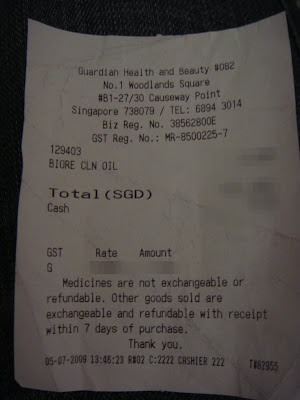 Guardian Health and Beauty #082
No.1 Woodlands Square
#B1-27/30 Causeway Point
Singapore 738079 / TEL: 6894 3014
Biz Reg. No. 38562800E
GST Reg. No.: MR-8500225-7
129403
BIORE CLN OIL
Total(SGD)
Cash
GST Rate Amount
G
Medicines are not exchangeable or
refundable. Other goods sold are
exchangeable and refundable with receipt
within 7 days of purchase.
Thank you.
05-07-2009 13:46:23 R#02 C:2222 CASHIER 222 T#62955